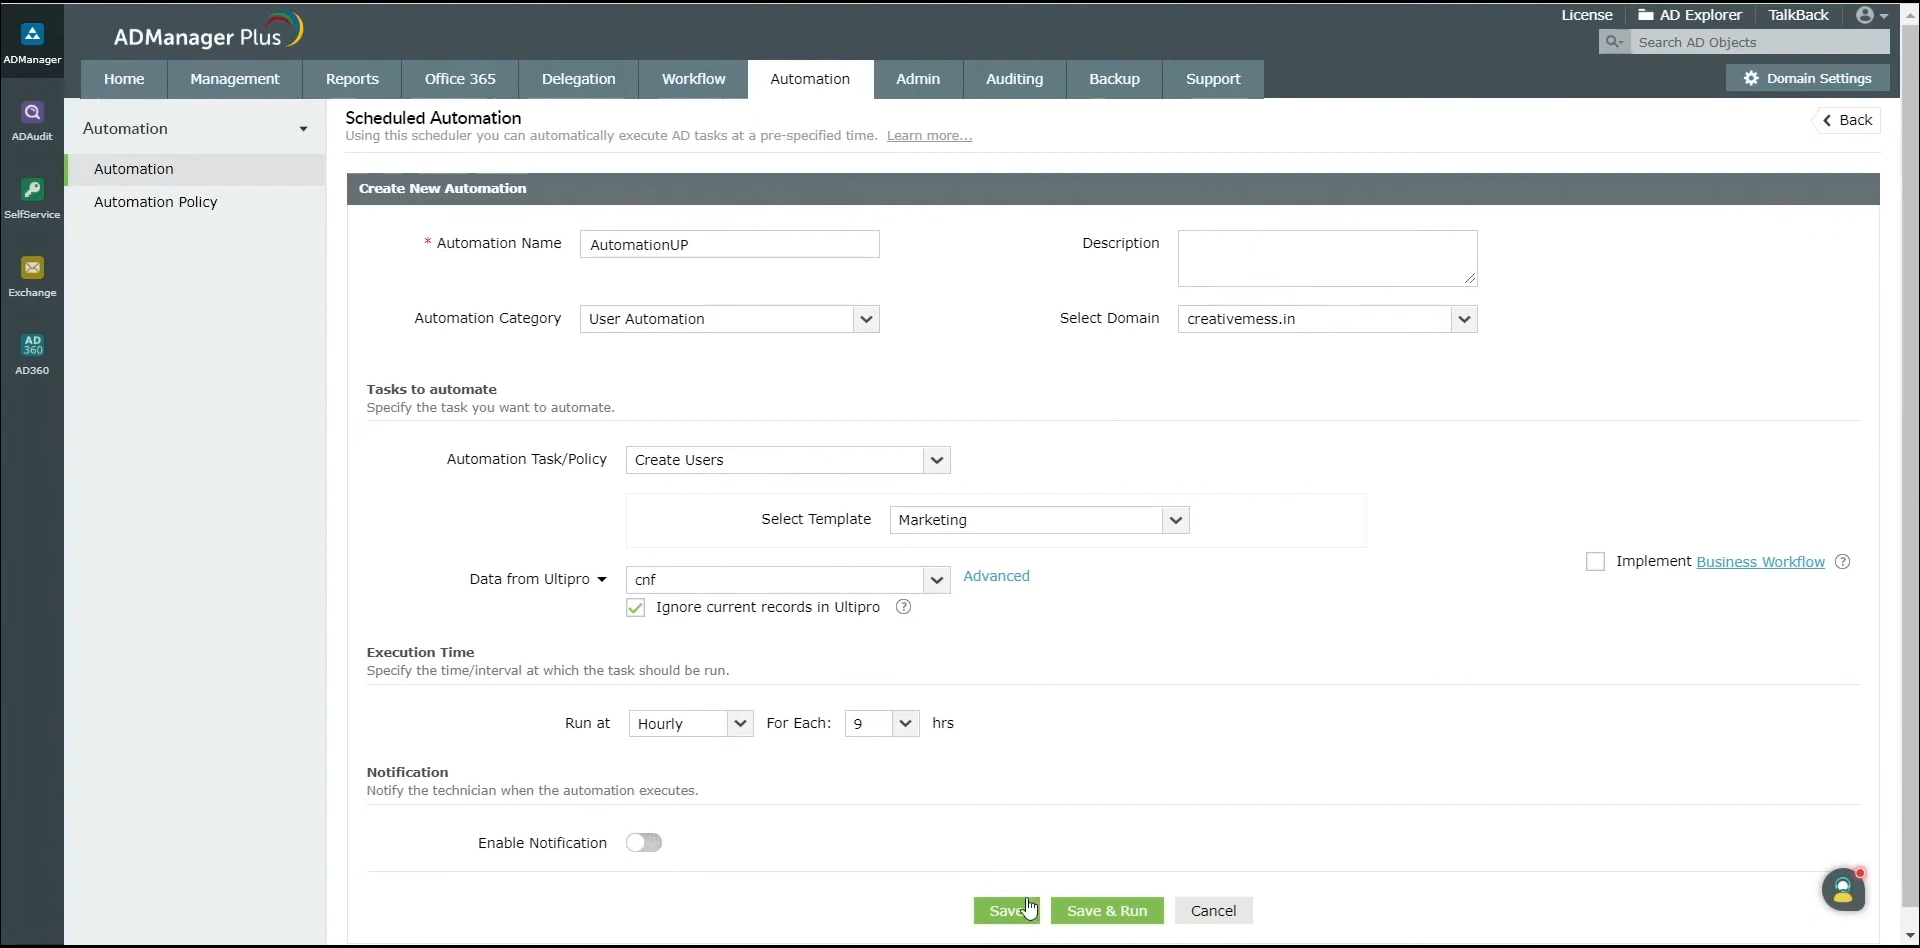 License AD Explorer TalkBack
ADManager
ADManager Plus
Search AD Objects
Home Management Reports Office 365 Delegation Workflow Automation Admin Auditing Backup Support
Domain Settings
ADAudit
SelfService
Exchange
AD
360
AD360
Automation
Automation
Automation Policy
Scheduled Automation
Using this scheduler you can automatically execute AD tasks at a pre-specified time. Learn more...
Back
Create New Automation
* Automation Name AutomationUP Description
Automation Category User Automation Select Domain creativemess.in
Tasks to automate
Specify the task you want to automate.
Automation Task/Policy Create Users
Select Template Marketing
Implement Business Workflow ?
Data from Ultipro cnf Advanced
Ignore current records in Ultipro ?
Execution Time
Specify the time/interval at which the task should be run.
Run at Hourly For Each: 9 hrs
Notification
Notify the technician when the automation executes.
Enable Notification
Save Save & Run Cancel